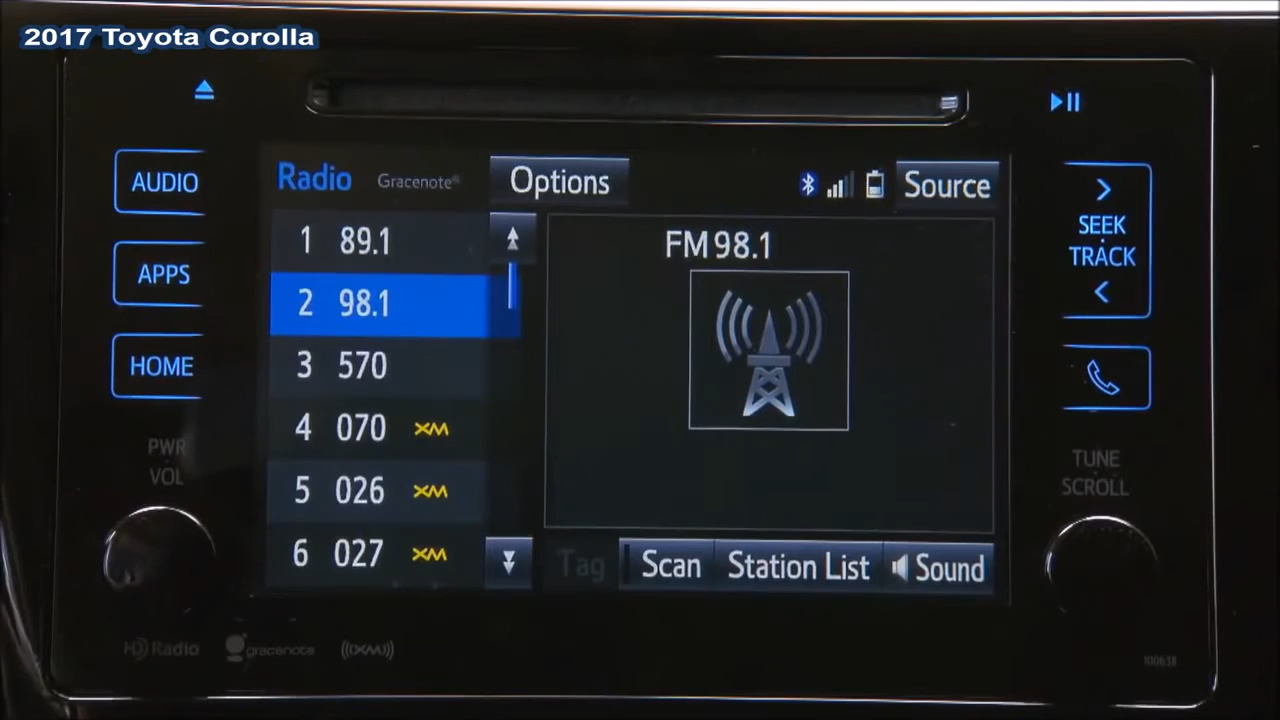 2017 Toyota Corolla
AUDIO
APPS
HOME
PWR
VOL
Radio Gracenote®
Options
Source
1 89.1
2 98.1
3 570
4 070 XM
5 026 XM
6 027 XM
FM 98.1
Tag
Scan
Station List
Sound
SEEK
TRACK
TUNE
SCROLL
HD Radio
gracenote
((XM))
100638